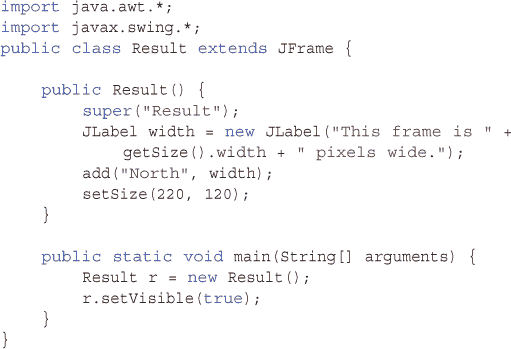 import java.awt.*;
import javax.swing.*;
public class Result extends JFrame {
    public Result() {
        super("Result");
        JLabel width = new JLabel("This frame is " +
            getSize().width + " pixels wide.");
        add("North", width);
        setSize(220, 120);
    }
    public static void main(String[] arguments) {
        Result r = new Result();
        r.setVisible(true);
    }
}